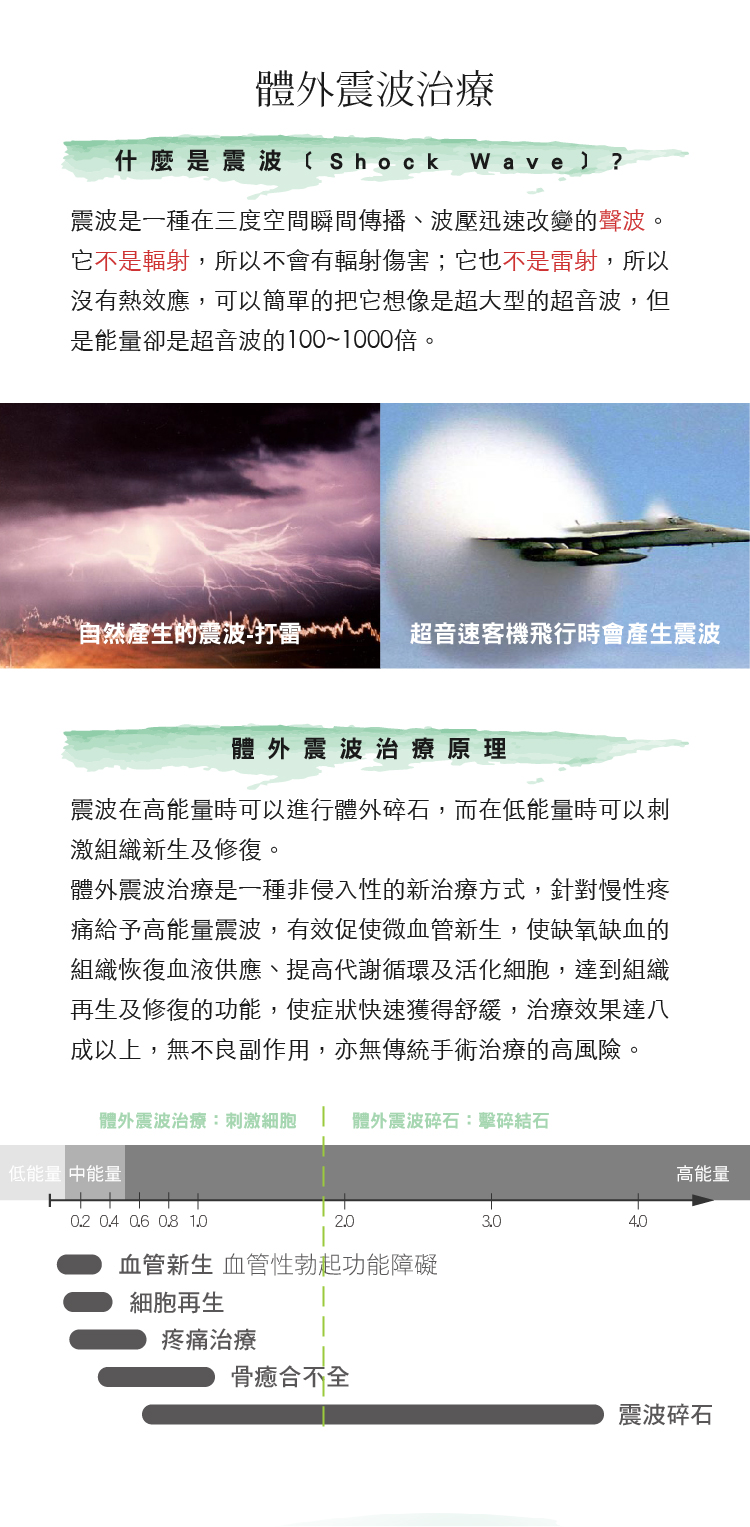 體外震波治療
什麼是震波〔Shock Wave〕?
震波是一種在三度空間瞬間傳播、波壓迅速改變的聲波。
它不是輻射，所以不會有輻射傷害；它也不是雷射，所以
沒有熱效應，可以簡單的把它想像是超大型的超音波，但
是能量卻是超音波的100~1000倍。
自然產生的震波-打雷
超音速客機飛行時會產生震波
體外震波治療原理
震波在高能量時可以進行體外碎石，而在低能量時可以刺
激組織新生及修復。
體外震波治療是一種非侵入性的新治療方式，針對慢性疼
痛給予高能量震波，有效促使微血管新生，使缺氧缺血的
組織恢復血液供應、提高代謝循環及活化細胞，達到組織
再生及修復的功能，使症狀快速獲得舒緩，治療效果達八
成以上，無不良副作用，亦無傳統手術治療的高風險。
體外震波治療：刺激細胞
體外震波碎石：擊碎結石
低能量 中能量 高能量
0.2 0.4 0.6 0.8 1.0 2.0 3.0 4.0
血管新生 血管性勃起功能障礙
細胞再生
疼痛治療
骨癒合不全
震波碎石